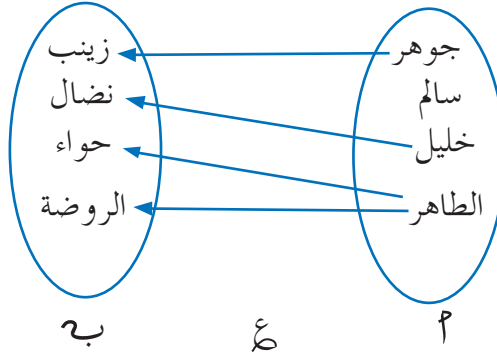 جوهر زينب
سالم نضال
خليل حواء
الطاهر الروضة
م ع ب